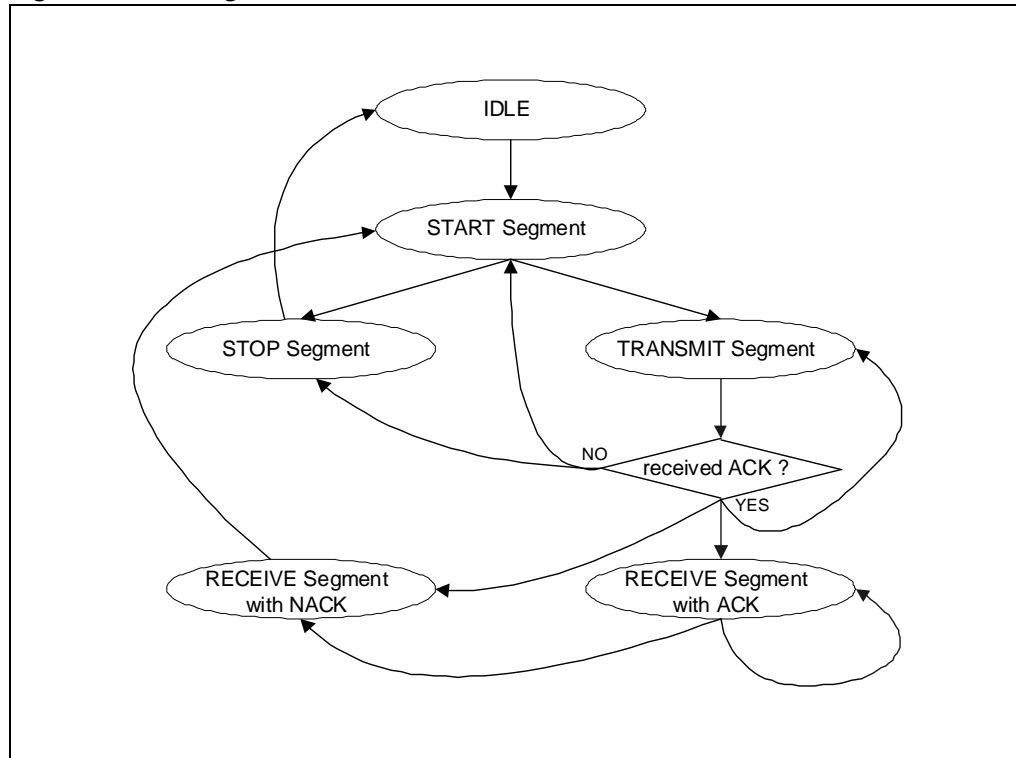 IDLE
START Segment
STOP Segment
TRANSMIT Segment
NO
received ACK ?
YES
RECEIVE Segment
with NACK
RECEIVE Segment
with ACK